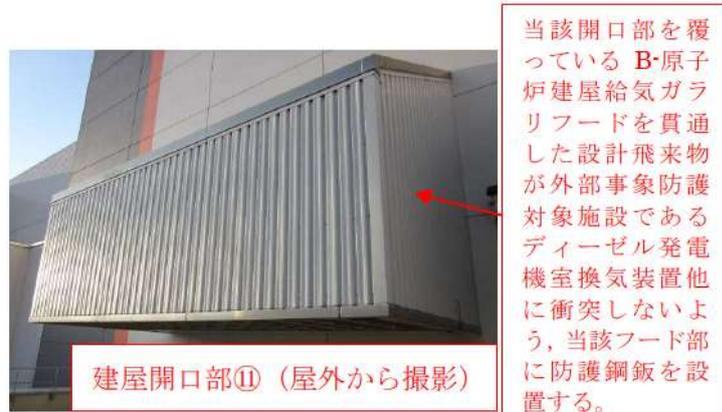 当該開口部を覆
っている B-原子
炉建屋給気ガラ
リフードを貫通
した設計飛来物
が外部事象防護
対象施設である
ディーゼル発電
機室換気装置他
に衝突しないよ
う,当該フード部
に防護鋼鈑を設
置する。
建屋開口部⑪（屋外から撮影）